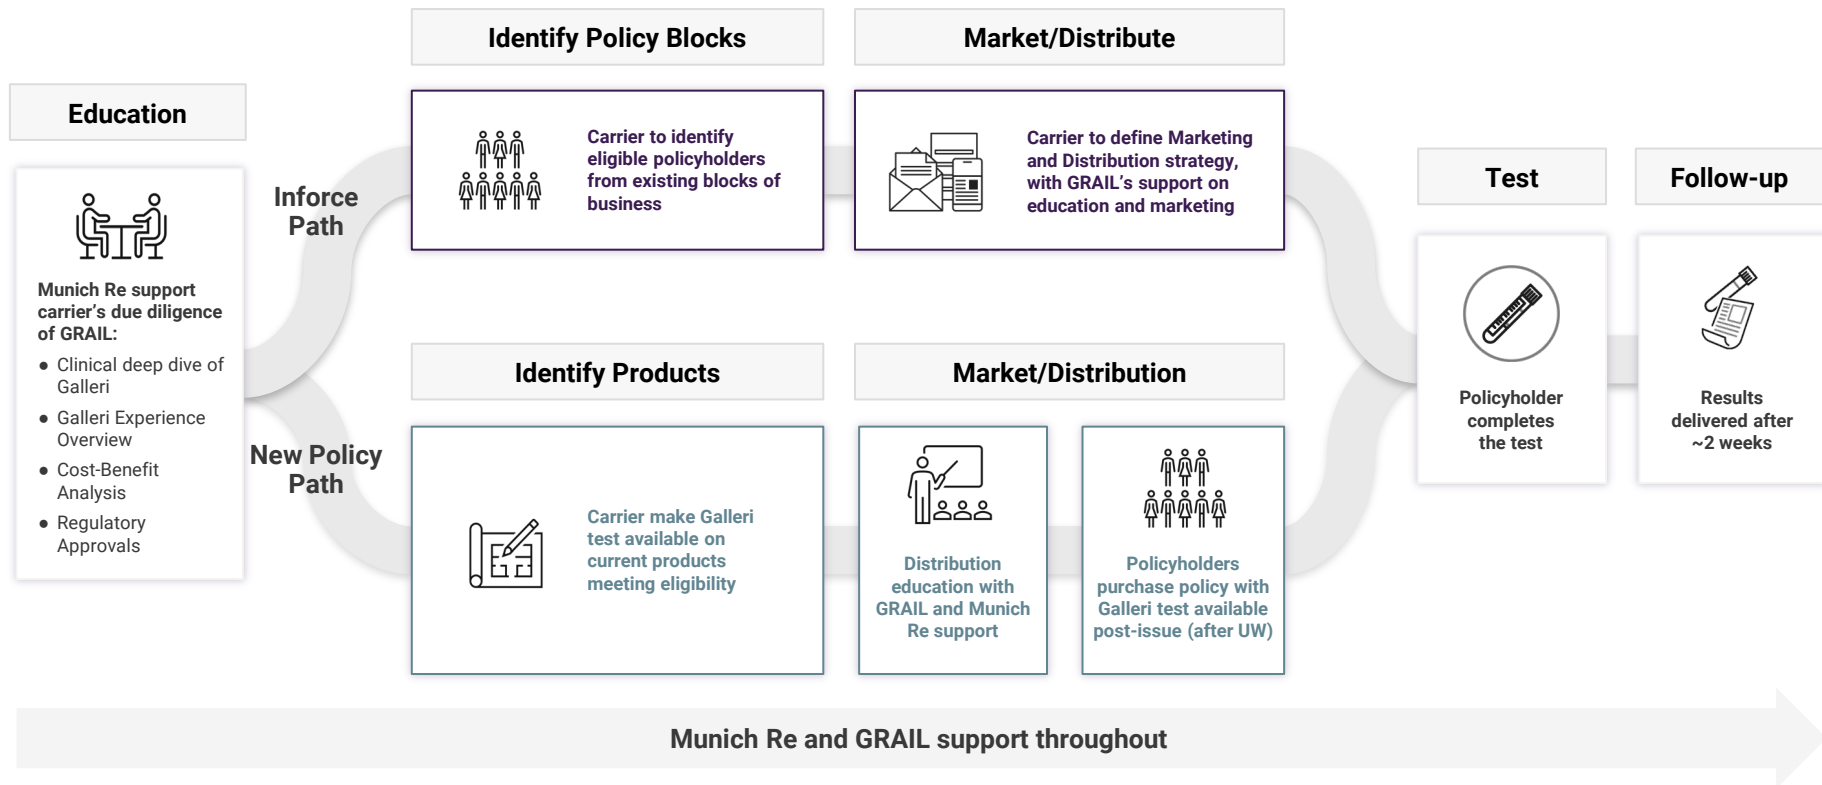 Education
Munich Re support
carrier’s due diligence
of GRAIL:
● Clinical deep dive of
Galleri
● Galleri Experience
Overview
● Cost-Benefit
Analysis
● Regulatory
Approvals
Inforce
Path
Identify Policy Blocks
Carrier to identify
eligible policyholders
from existing blocks of
business
Market/Distribute
Carrier to define Marketing
and Distribution strategy,
with GRAIL’s support on
education and marketing
New Policy
Path
Identify Products
Carrier make Galleri
test available on
current products
meeting eligibility
Market/Distribution
Distribution
education with
GRAIL and Munich
Re support
Policyholders
purchase policy with
Galleri test available
post-issue (after UW)
Test
Policyholder
completes
the test
Follow-up
Results
delivered after
~2 weeks
Munich Re and GRAIL support throughout